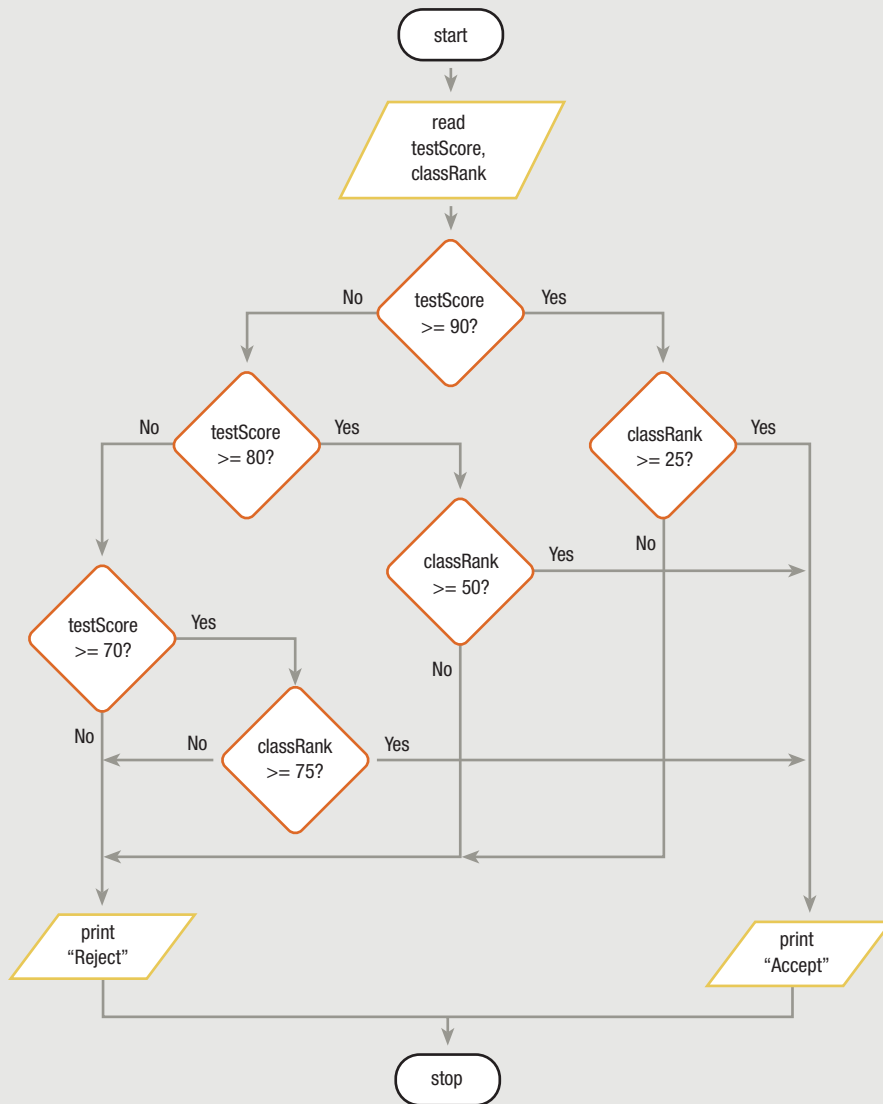 start
read
testScore,
classRank
testScore
>= 90?
No
Yes
testScore
>= 80?
No
Yes
classRank
>= 25?
Yes
No
classRank
>= 50?
Yes
No
testScore
>= 70?
Yes
No
classRank
>= 75?
No
Yes
print
“Reject”
print
“Accept”
stop